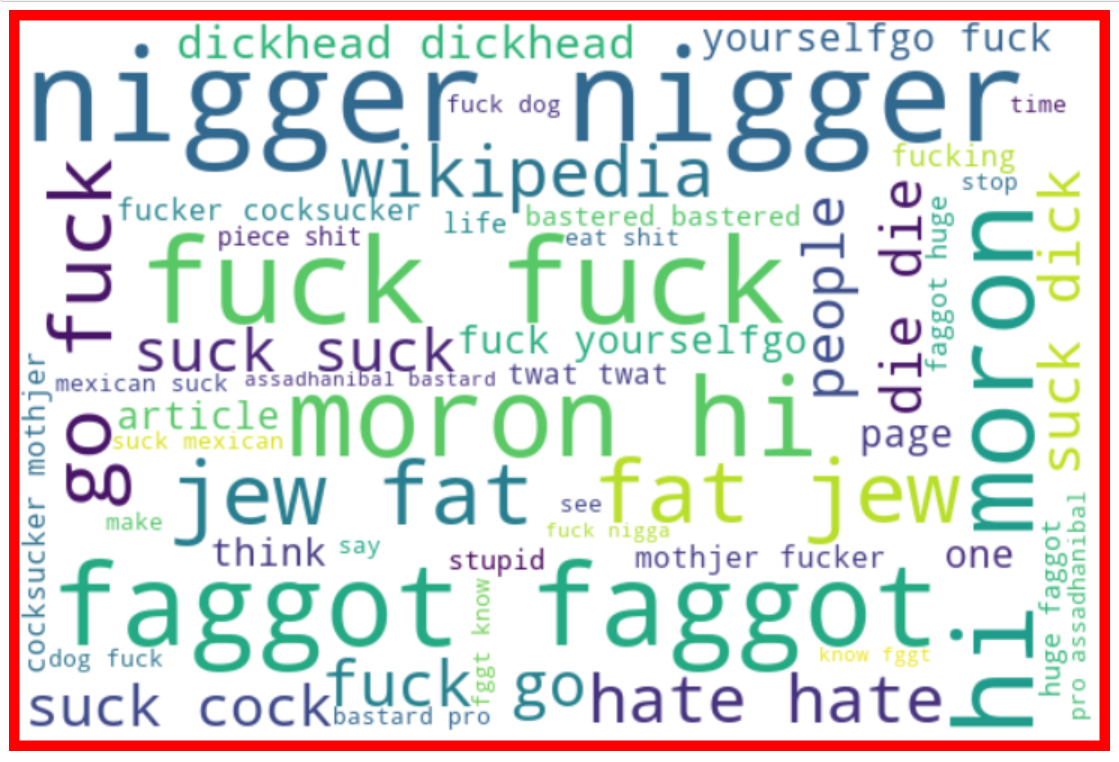 dickhead dickhead
yourselfgo fuck
nigger nigger
fuck dog
time
wikipedia
fucking
stop
go fuck
fucker cocksucker
life
bastered bastered
piece shit
eat shit
people
die die
faggot huge
hi moron
suck dick
fuck fuck
suck suck
fuck yourselfgo
cocksucker mothjer
mexican suck
assadhanibal bastard
twat twat
article
moron hi
suck mexican
page
jew fat
fat jew
see
make
fuck nigga
think
say
stupid
mothjer fucker
one
faggot faggot
fggt know
huge faggot
pro assadhanibal
dog fuck
know fggt
suck cock
fuck go
hate hate
bastard pro